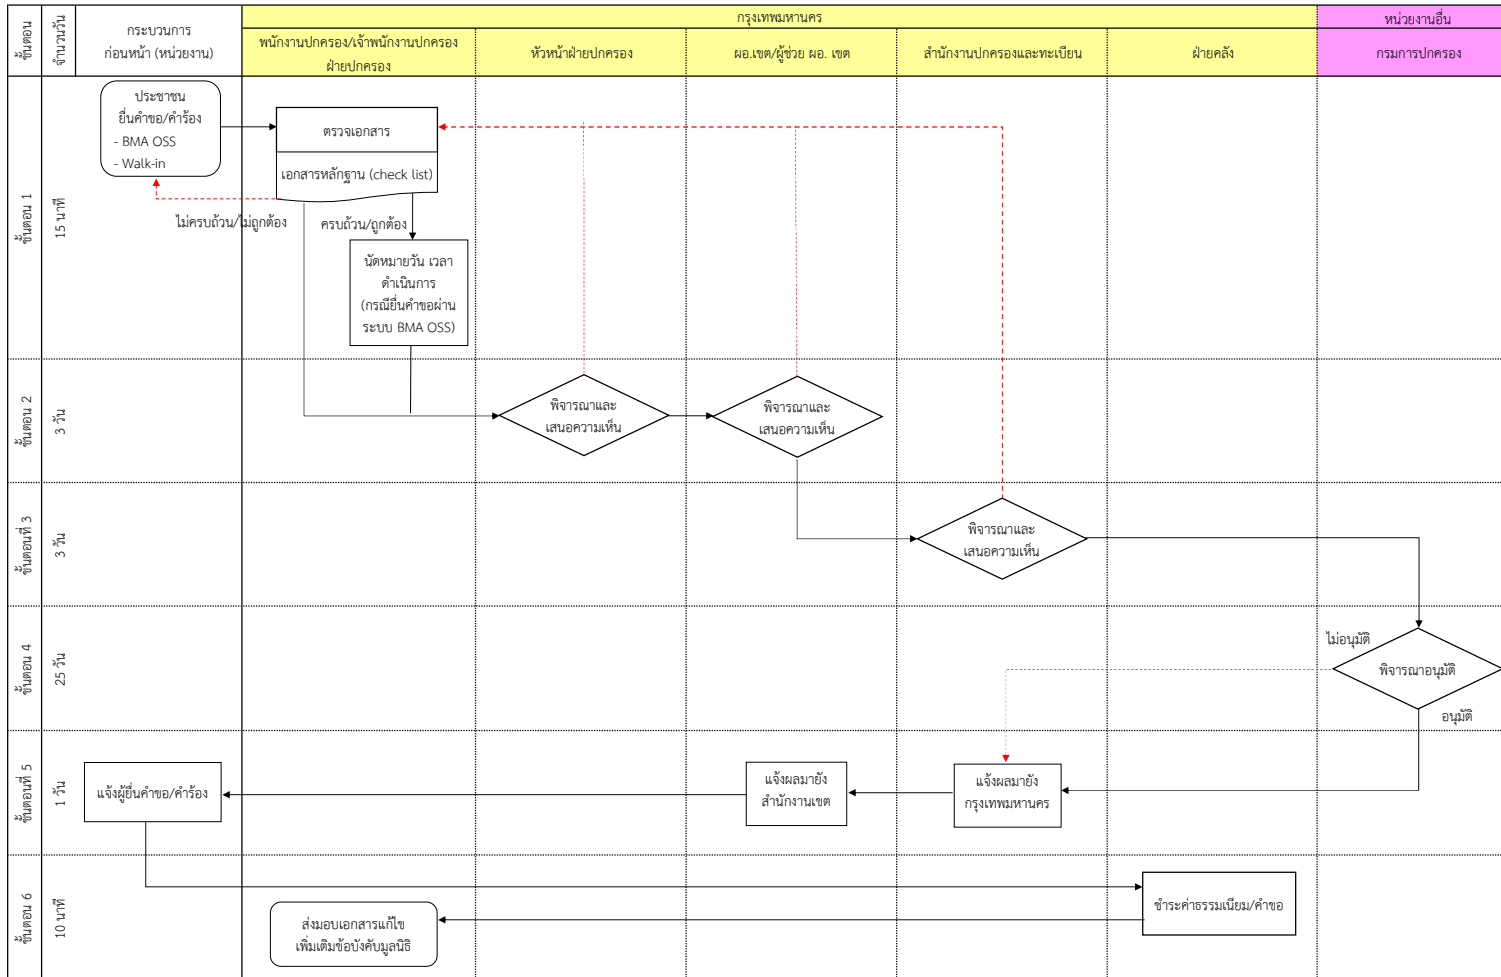 ขั้นตอน
จำนวนวัน
กระบวนการ
ก่อนหน้า (หน่วยงาน)
กรุงเทพมหานคร
หน่วยงานอื่น
พนักงานปกครอง/เจ้าพนักงานปกครอง
ฝ่ายปกครอง
หัวหน้าฝ่ายปกครอง
ผอ.เขต/ผู้ช่วย ผอ. เขต
สำนักงานปกครองและทะเบียน
ฝ่ายคลัง
กรมการปกครอง
ขั้นตอน 1
15 นาที
ประชาชน
ยื่นคำขอ/คำร้อง
- BMA OSS
- Walk-in
ตรวจเอกสาร
เอกสารหลักฐาน (check list)
ไม่ครบถ้วน/ไม่ถูกต้อง
ครบถ้วน/ถูกต้อง
นัดหมายวัน เวลา
ดำเนินการ
(กรณียื่นคำขอผ่าน
ระบบ BMA OSS)
ขั้นตอน 2
3 วัน
พิจารณาและ
เสนอความเห็น
พิจารณาและ
เสนอความเห็น
ขั้นตอนที่ 3
3 วัน
พิจารณาและ
เสนอความเห็น
ขั้นตอน 4
25 วัน
ไม่อนุมัติ
พิจารณาอนุมัติ
อนุมัติ
ขั้นตอนที่ 5
1 วัน
แจ้งผู้ยื่นคำขอ/คำร้อง
แจ้งผลมายัง
สำนักงานเขต
แจ้งผลมายัง
กรุงเทพมหานคร
ขั้นตอน 6
10 นาที
ส่งมอบเอกสารแก้ไข
เพิ่มเติมข้อบังคับมูลนิธิ
ชำระค่าธรรมเนียม/คำขอ